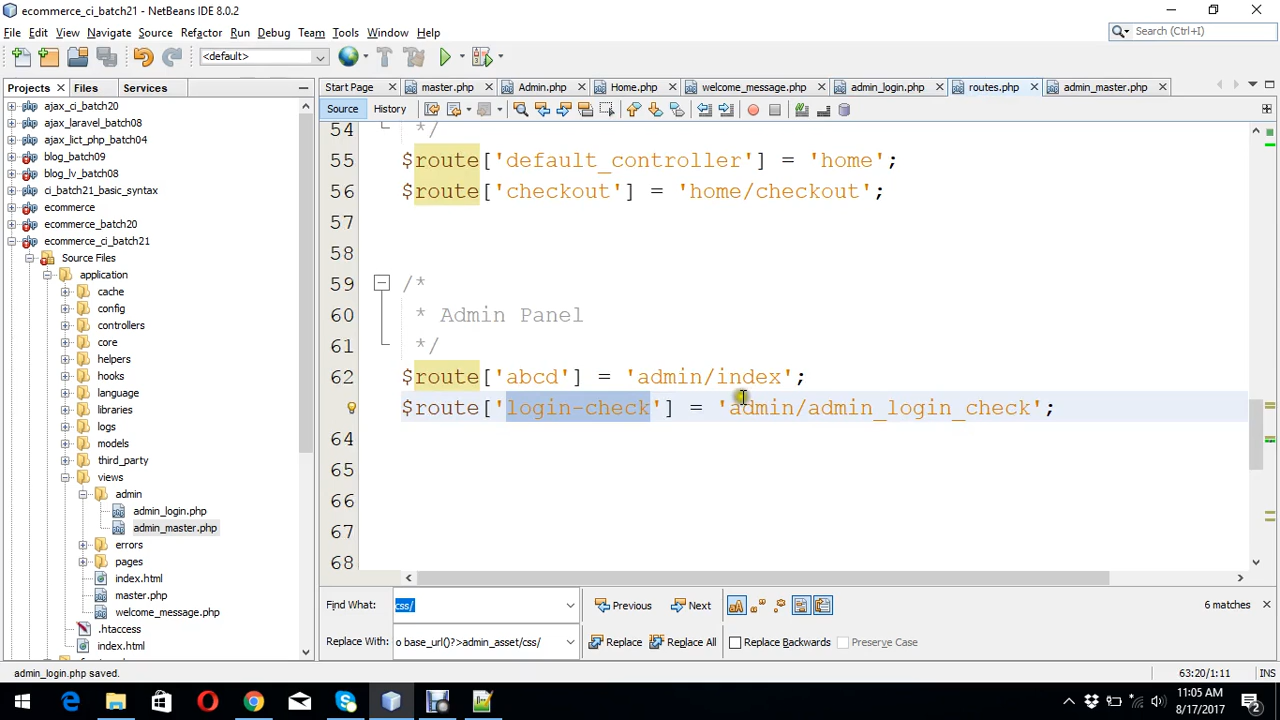 ecommerce_ci_batch21 - NetBeans IDE 8.0.2
File Edit View Navigate Source Refactor Run Debug Team Tools Window Help
Search (Ctrl+I)
<default>
Projects Files Services
Start Page master.php Admin.php Home.php welcome_message.php admin_login.php routes.php admin_master.php
Source History
ajax_ci_batch20
ajax_laravel_batch08
ajax_lict_php_batch04
blog_batch09
blog_lv_batch08
ci_batch21_basic_syntax
ecommerce
ecommerce_batch20
ecommerce_ci_batch21
Source Files
application
cache
config
controllers
core
helpers
hooks
language
libraries
logs
models
third_party
views
admin
admin_login.php
admin_master.php
errors
pages
index.html
master.php
welcome_message.php
.htaccess
index.html
54 */
55 $route['default_controller'] = 'home';
56 $route['checkout'] = 'home/checkout';
57
58
59 /*
60 * Admin Panel
61 */
62 $route['abcd'] = 'admin/index';
$route['login-check'] = 'admin/admin_login_check';
64
65
66
67
68
Find What: css/ Previous Next 6 matches
Replace With: o base_url()?>admin_asset/css/ Replace Replace All Replace Backwards Preserve Case
admin_login.php saved. 63:20/1:11 INS
11:05 AM
8/17/2017
2